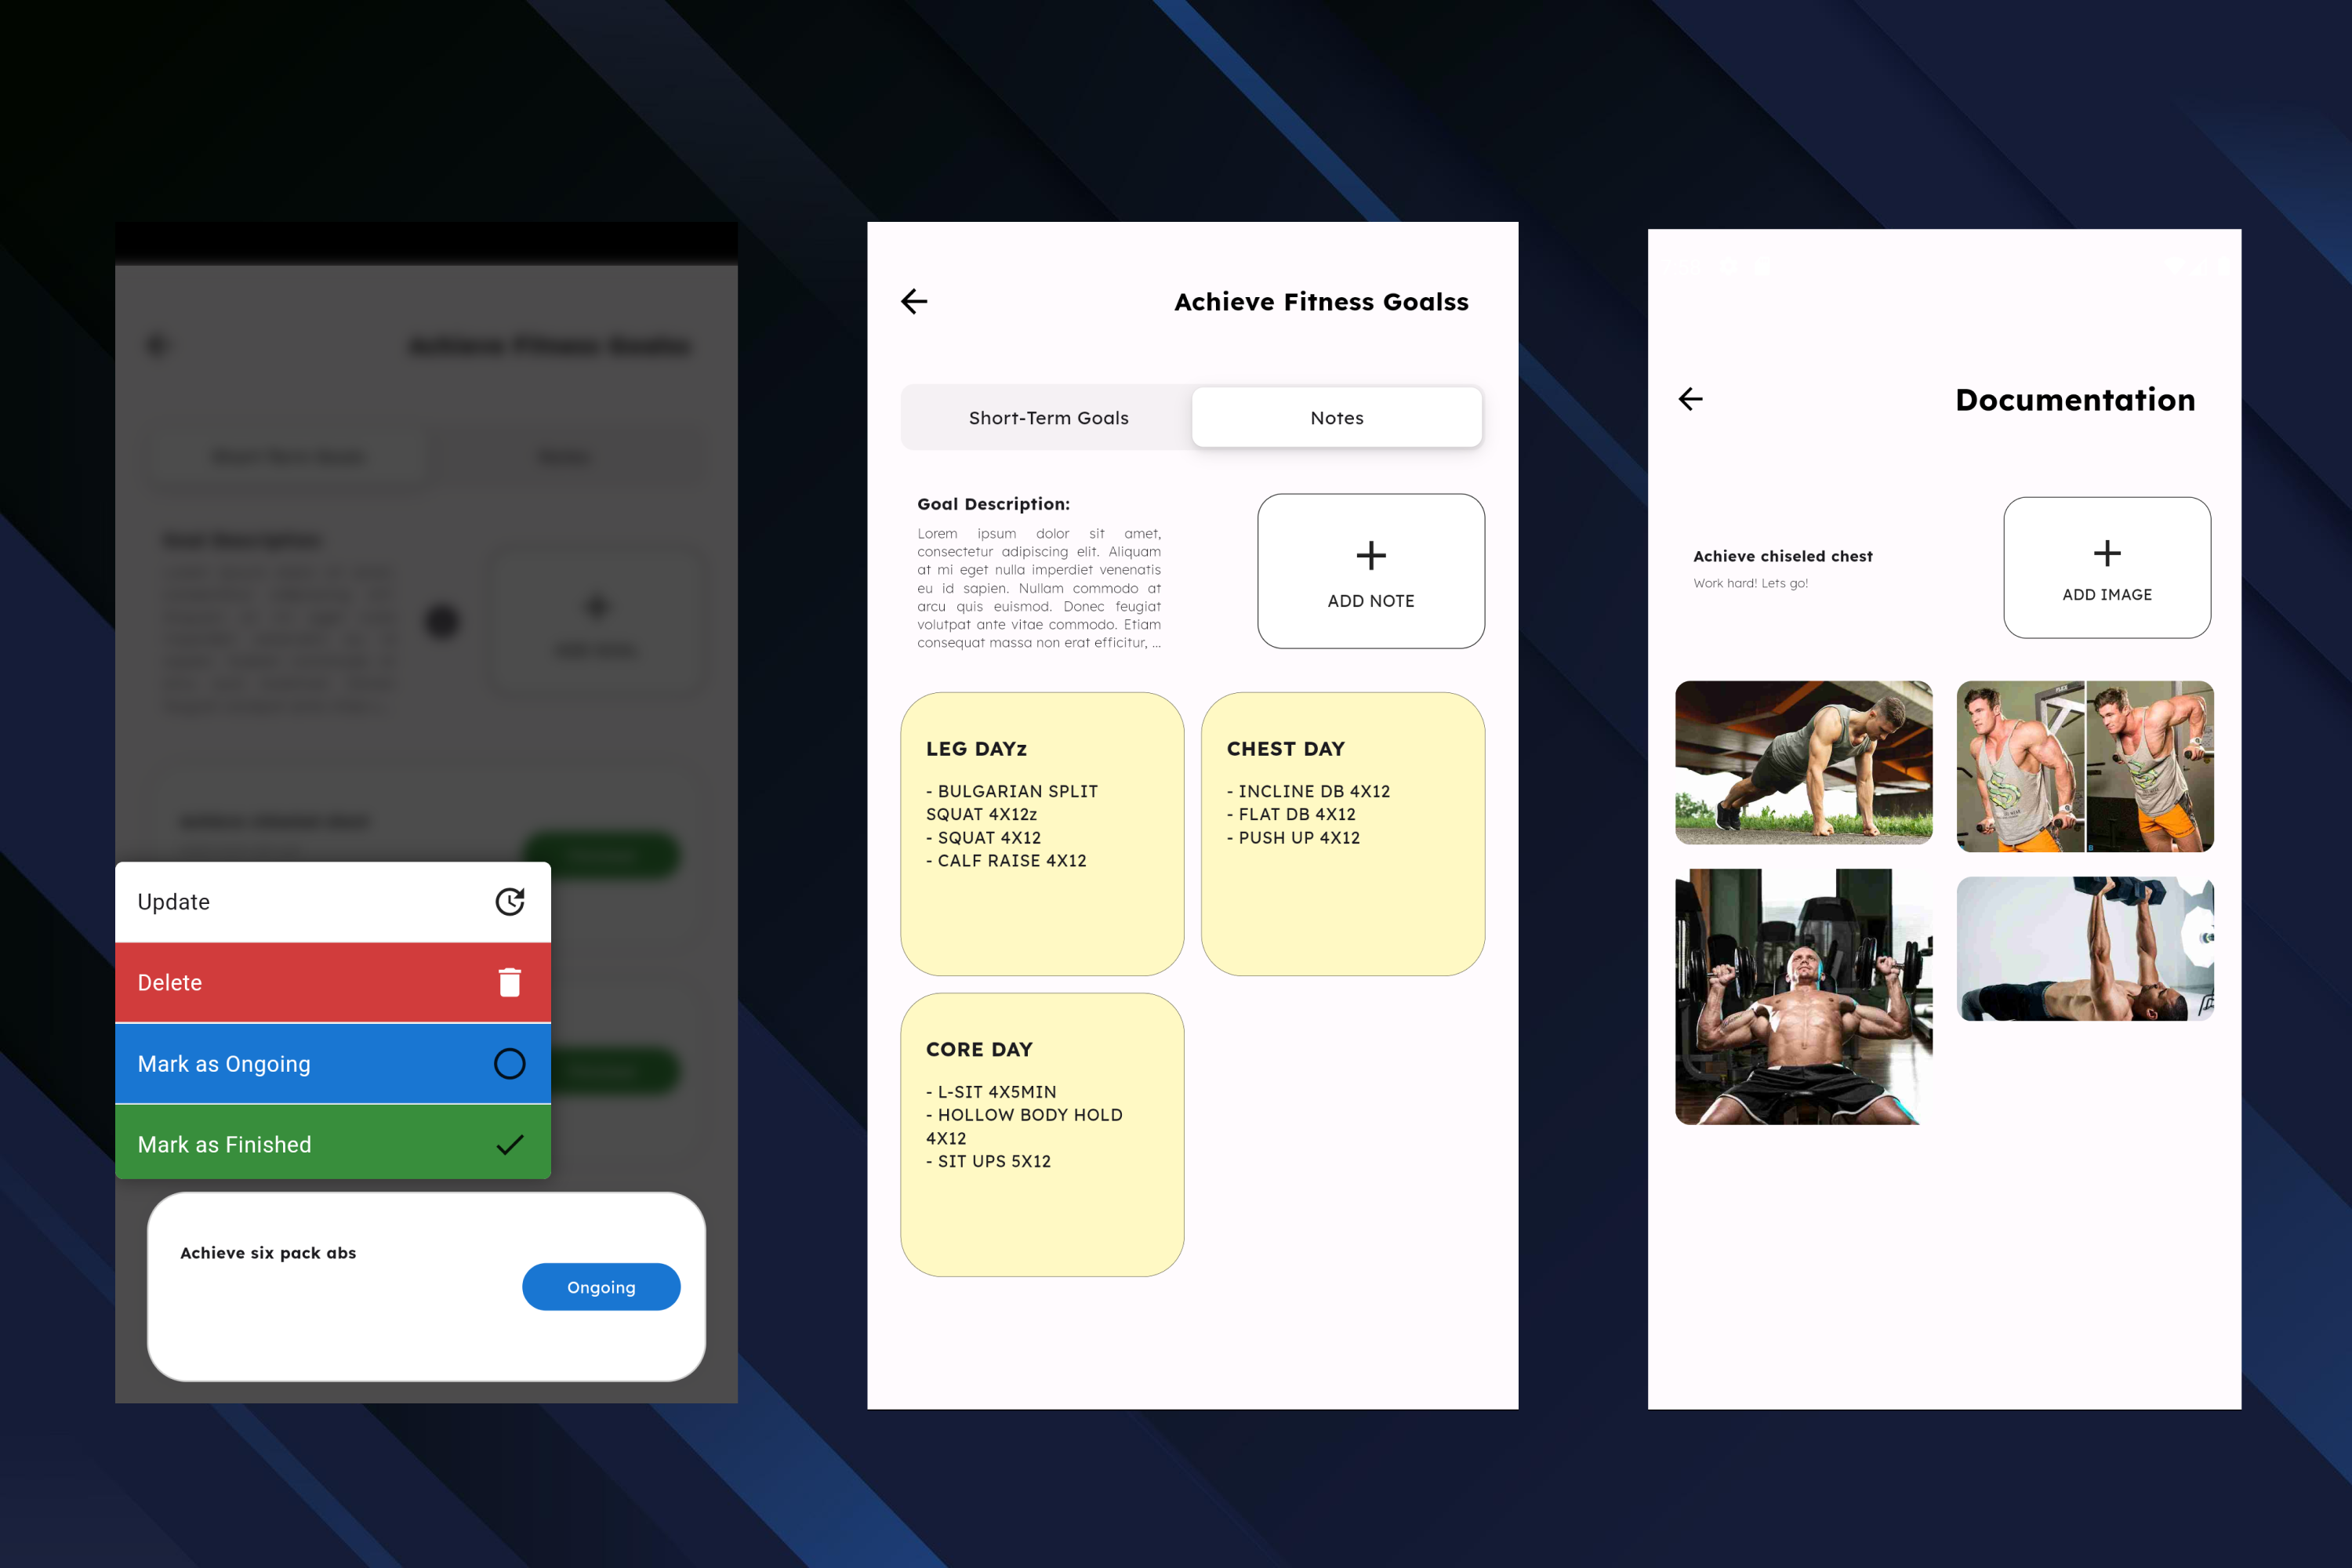 Achieve Fitness Goalss
Update
Delete
Mark as Ongoing
Mark as Finished
Achieve six pack abs
Ongoing
Achieve Fitness Goalss
Short-Term Goals
Notes
Goal Description:
Lorem ipsum dolor sit amet,
consectetur adipiscing elit. Aliquam
at mi eget nulla imperdiet venenatis
eu id sapien. Nullam commodo at
arcu quis euismod. Donec feugiat
volutpat ante vitae commodo. Etiam
consequat massa non erat efficitur, ...
ADD NOTE
LEG DAYz
- BULGARIAN SPLIT
SQUAT 4X12z
- SQUAT 4X12
- CALF RAISE 4X12
CHEST DAY
- INCLINE DB 4X12
- FLAT DB 4X12
- PUSH UP 4X12
CORE DAY
- L-SIT 4X5MIN
- HOLLOW BODY HOLD
4X12
- SIT UPS 5X12
Documentation
Achieve chiseled chest
Work hard! Lets go!
ADD IMAGE